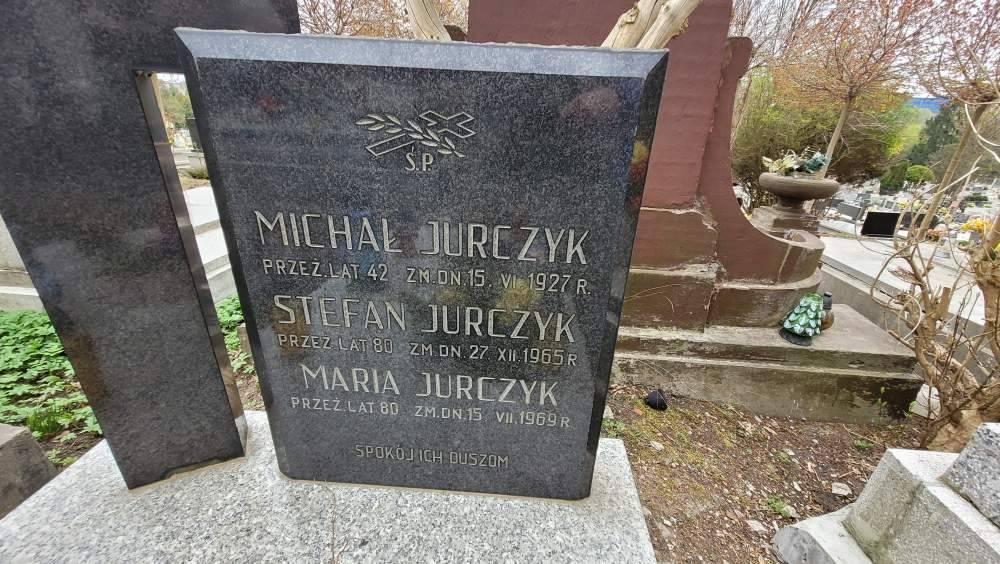 Ś.P.
MICHAŁ JURCZYK
PRZEŻ. LAT 42 ZM. DN. 15. VI. 1927 R.
STEFAN JURCZYK
PRZEŻ. LAT 80 ZM. DN. 27. XII. 1965 R
MARIA JURCZYK
PRZEŻ. LAT 80 ZM. DN. 15 VII. 1969 R.
SPOKÓJ ICH DUSZOM